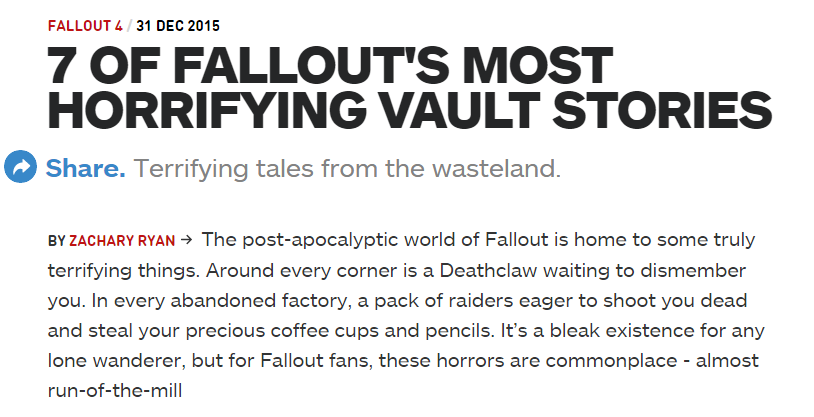 FALLOUT 4 / 31 DEC 2015
7 OF FALLOUT'S MOST
HORRIFYING VAULT STORIES
Share. Terrifying tales from the wasteland.
BY ZACHARY RYAN → The post-apocalyptic world of Fallout is home to some truly
terrifying things. Around every corner is a Deathclaw waiting to dismember
you. In every abandoned factory, a pack of raiders eager to shoot you dead
and steal your precious coffee cups and pencils. It’s a bleak existence for any
lone wanderer, but for Fallout fans, these horrors are commonplace - almost
run-of-the-mill